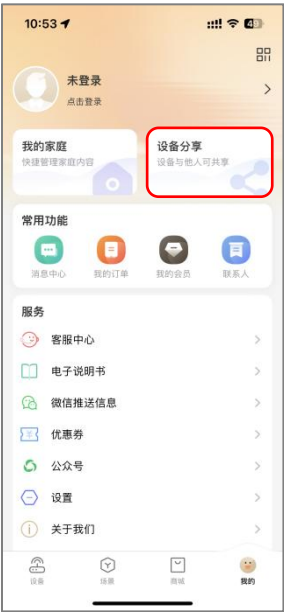 10:53
未登录
点击登录
我的家庭
快捷管理家庭内容
设备分享
设备与他人可共享
常用功能
消息中心 我的订单 我的会员 联系人
服务
客服中心
电子说明书
微信推送信息
优惠券
公众号
设置
关于我们
设备 场景 商城 我的